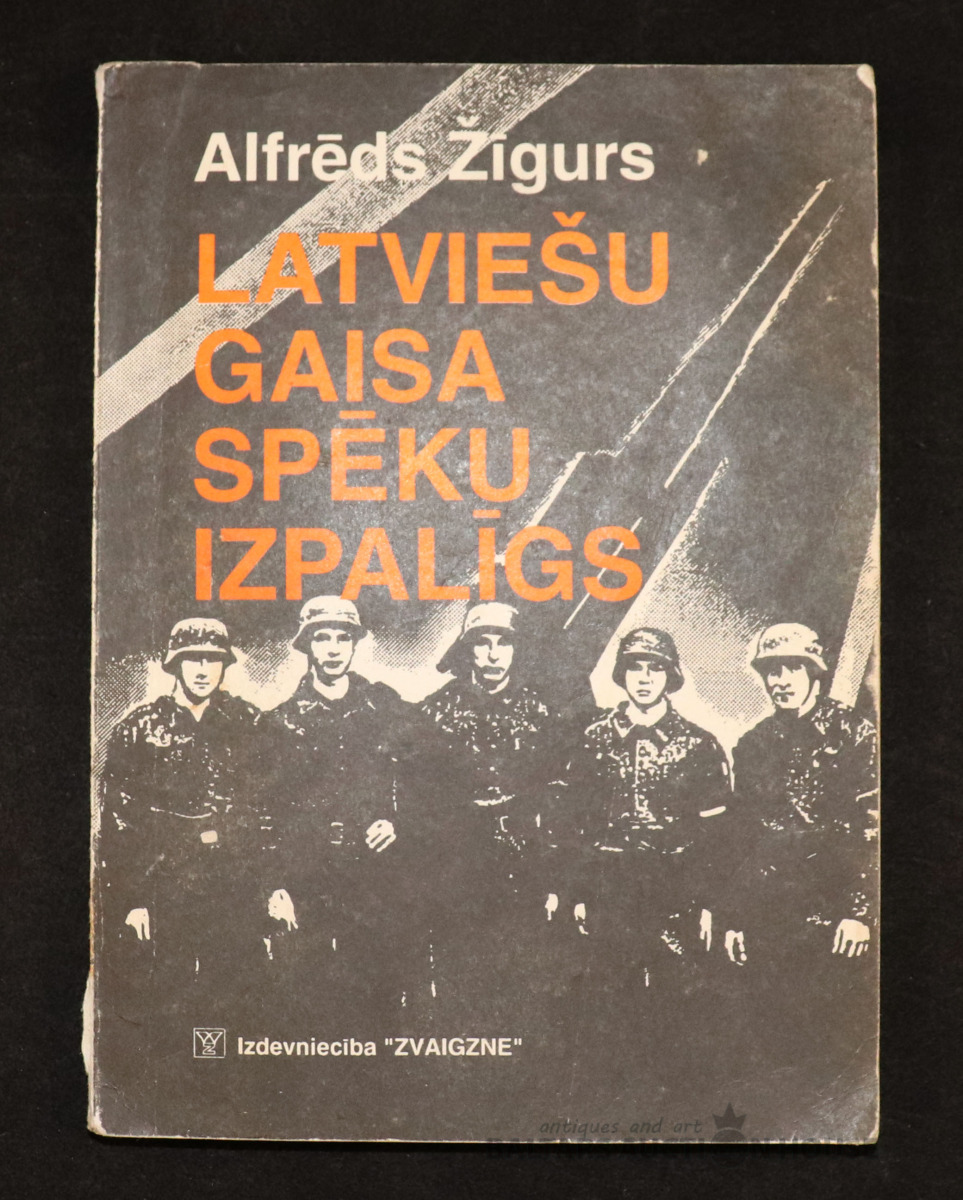 Alfrēds Žīgurs
LATVIEŠU
GAISA
SPĒKU
IZPALĪGS
Izdevniecība "ZVAIGZNE"
antiques and art